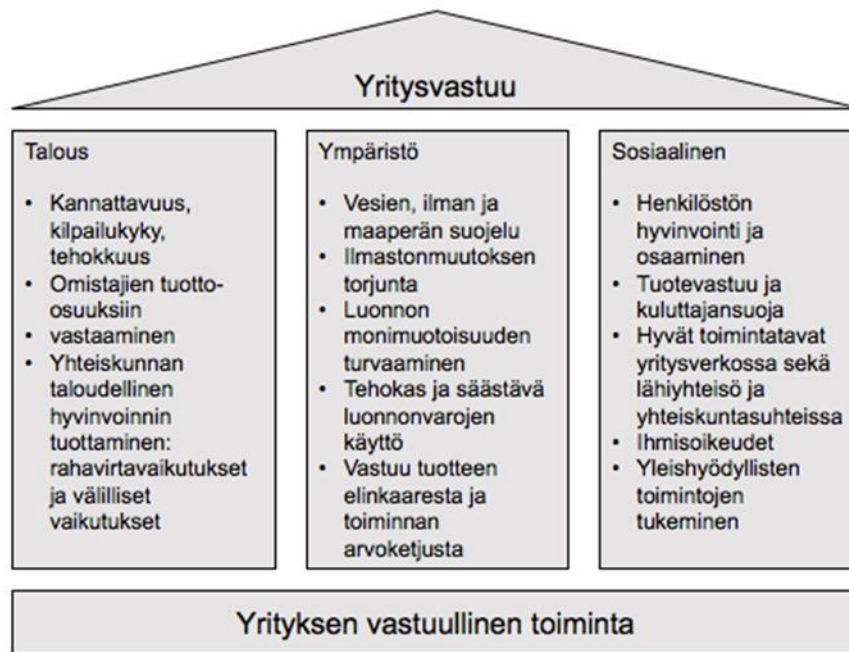 Yritysvastuu
Talous
• Kannattavuus,
kilpailukyky,
tehokkuus
• Omistajien tuotto-
osuuksiin
• vastaaminen
• Yhteiskunnan
taloudellinen
hyvinvoinnin
tuottaminen:
rahavirtavaikutukset
ja välilliset
vaikutukset
Ympäristö
• Vesien, ilman ja
maaperän suojelu
• Ilmastonmuutoksen
torjunta
• Luonnon
monimuotoisuuden
turvaaminen
• Tehokas ja säästävä
luonnonvarojen
käyttö
• Vastuu tuotteen
elinkaaresta ja
toiminnan
arvoketjusta
Sosiaalinen
• Henkilöstön
hyvinvointi ja
osaaminen
• Tuotevastuu ja
kuluttajansuoja
• Hyvät toimintatavat
yritysverkossa sekä
lähiyhteisö ja
yhteiskuntasuhteissa
• Ihmisoikeudet
• Yleishyödyllisten
toimintojen
tukeminen
Yrityksen vastuullinen toiminta